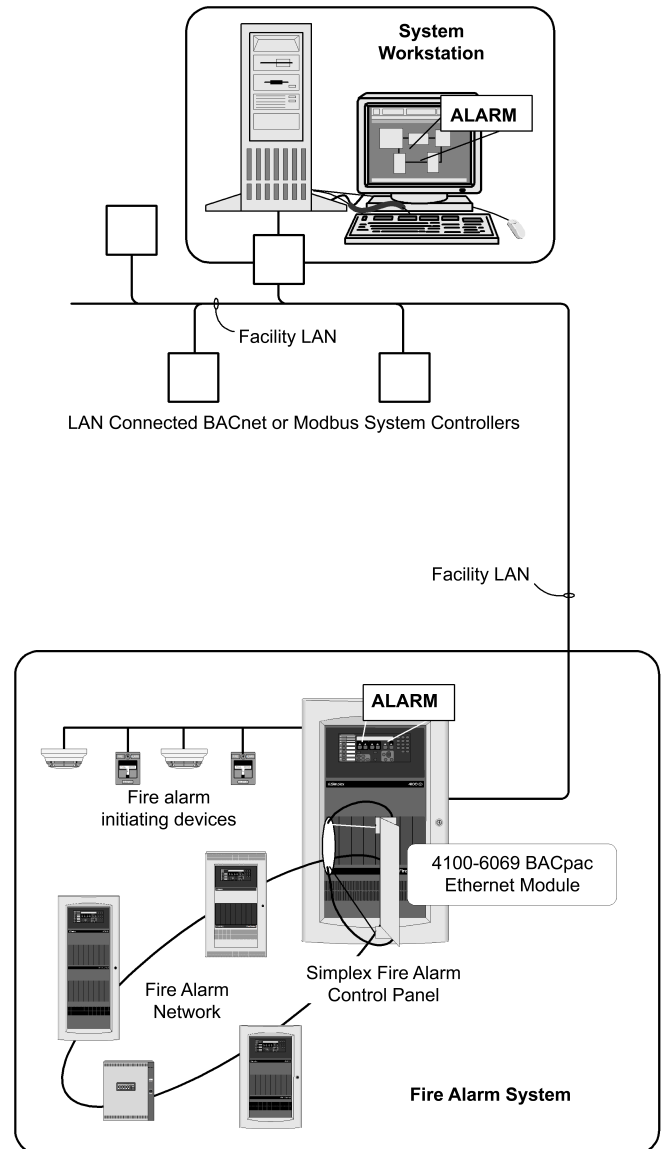 System
Workstation
ALARM
Facility LAN
LAN Connected BACnet or Modbus System Controllers
Facility LAN
ALARM
Fire alarm
initiating devices
4100-6069 BACpac
Ethernet Module
Simplex Fire Alarm
Control Panel
Fire Alarm
Network
Fire Alarm System